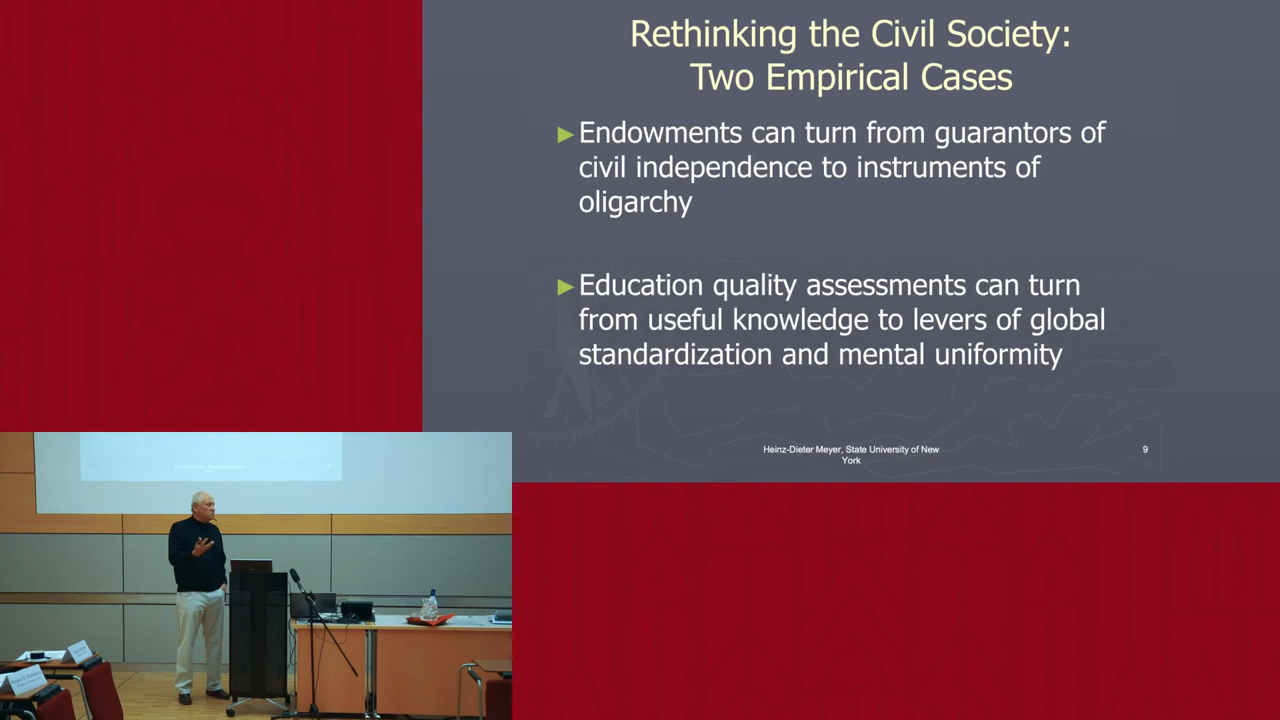 Rethinking the Civil Society:
Two Empirical Cases
►Endowments can turn from guarantors of
civil independence to instruments of
oligarchy
►Education quality assessments can turn
from useful knowledge to levers of global
standardization and mental uniformity
Heinz-Dieter Meyer, State University of New
York
9